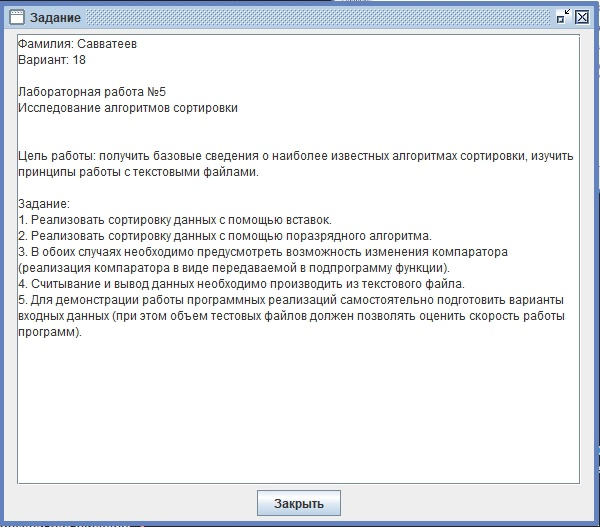 Задание
Фамилия: Савватеев
Вариант: 18
Лабораторная работа №5
Исследование алгоритмов сортировки
Цель работы: получить базовые сведения о наиболее известных алгоритмах сортировки, изучить
принципы работы с текстовыми файлами.
Задание:
1. Реализовать сортировку данных с помощью вставок.
2. Реализовать сортировку данных с помощью поразрядного алгоритма.
3. В обоих случаях необходимо предусмотреть возможность изменения компаратора
(реализация компаратора в виде передаваемой в подпрограмму функции).
4. Считывание и вывод данных необходимо производить из текстового файла.
5. Для демонстрации работы программных реализаций самостоятельно подготовить варианты
входных данных (при этом объем тестовых файлов должен позволять оценить скорость работы
программ).
Закрыть